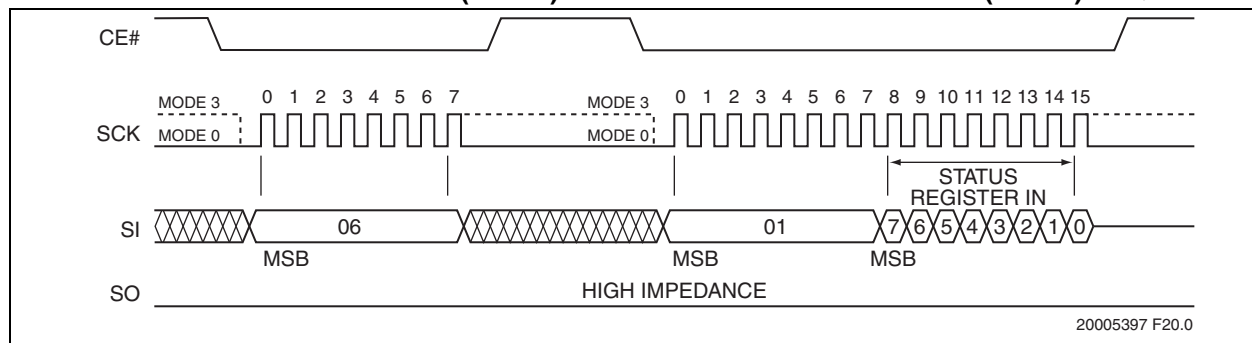 CE#
MODE 3 0 1 2 3 4 5 6 7 MODE 3 0 1 2 3 4 5 6 7 8 9 10 11 12 13 14 15
SCK MODE 0 MODE 0
STATUS
REGISTER IN
SI 06 01 7 6 5 4 3 2 1 0
MSB MSB MSB
SO HIGH IMPEDANCE
20005397 F20.0